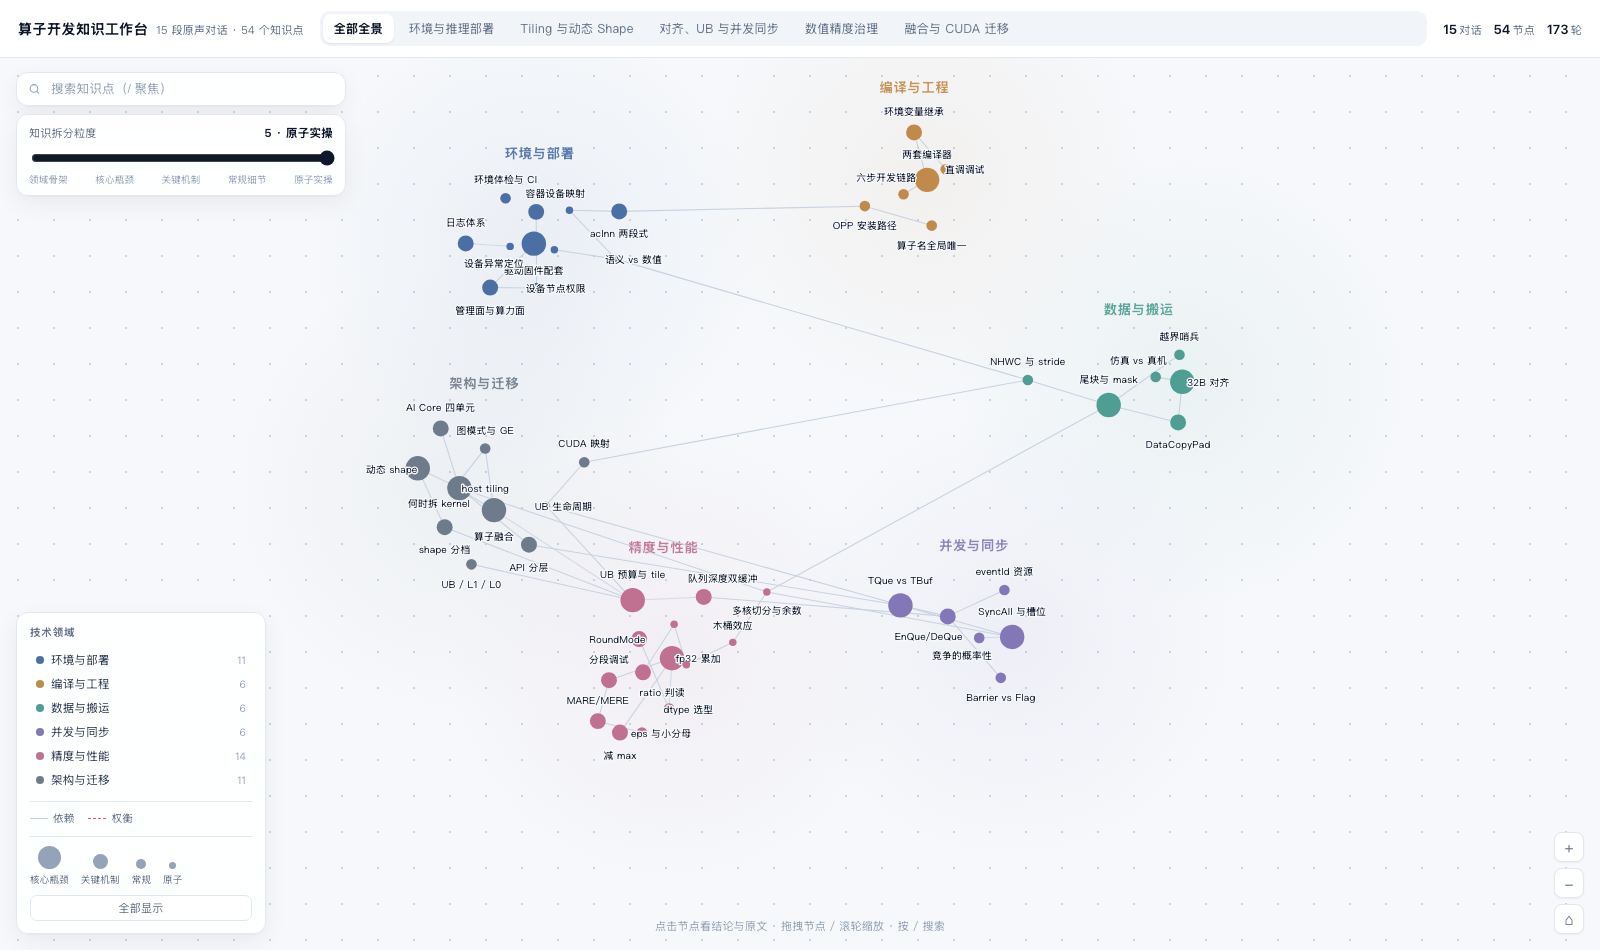 算子开发知识工作台 15 段原声对话 · 54 个知识点
全部全景 环境与推理部署 Tiling 与动态 Shape 对齐、UB 与并发同步 数值精度治理 融合与 CUDA 迁移
15 对话 54 节点 173 轮
搜索知识点（/ 聚焦）
知识拆分粒度 5 · 原子实操
领域骨架 核心瓶颈 关键机制 常规细节 原子实操
环境与部署
环境体检与 CI
容器设备映射
日志体系
aclnn 两段式
设备异常定位
驱动固件配套
语义 vs 数值
设备节点权限
管理面与算力面
编译与工程
环境变量继承
两套编译器
直调调试
六步开发链路
OPP 安装路径
算子名全局唯一
数据与搬运
越界哨兵
仿真 vs 真机
NHWC 与 stride
尾块与 mask
32B 对齐
DataCopyPad
架构与迁移
AI Core 四单元
图模式与 GE
CUDA 映射
动态 shape
host tiling
何时拆 kernel
UB 生命周期
算子融合
shape 分档
API 分层
UB / L1 / L0
精度与性能
UB 预算与 tile
队列深度双缓冲
多核切分与余数
木桶效应
RoundMode
分段调试
fp32 累加
ratio 判读
MARE/MERE
dtype 选型
eps 与小分母
减 max
并发与同步
eventId 资源
TQue vs TBuf
SyncAll 与槽位
EnQue/DeQue
竞争的概率性
Barrier vs Flag
技术领域
环境与部署 11
编译与工程 6
数据与搬运 6
并发与同步 6
精度与性能 14
架构与迁移 11
依赖 权衡
核心瓶颈 关键机制 常规 原子
全部显示
点击节点看结论与原文 · 拖拽节点 / 滚轮缩放 · 按 / 搜索
+
−
⌂